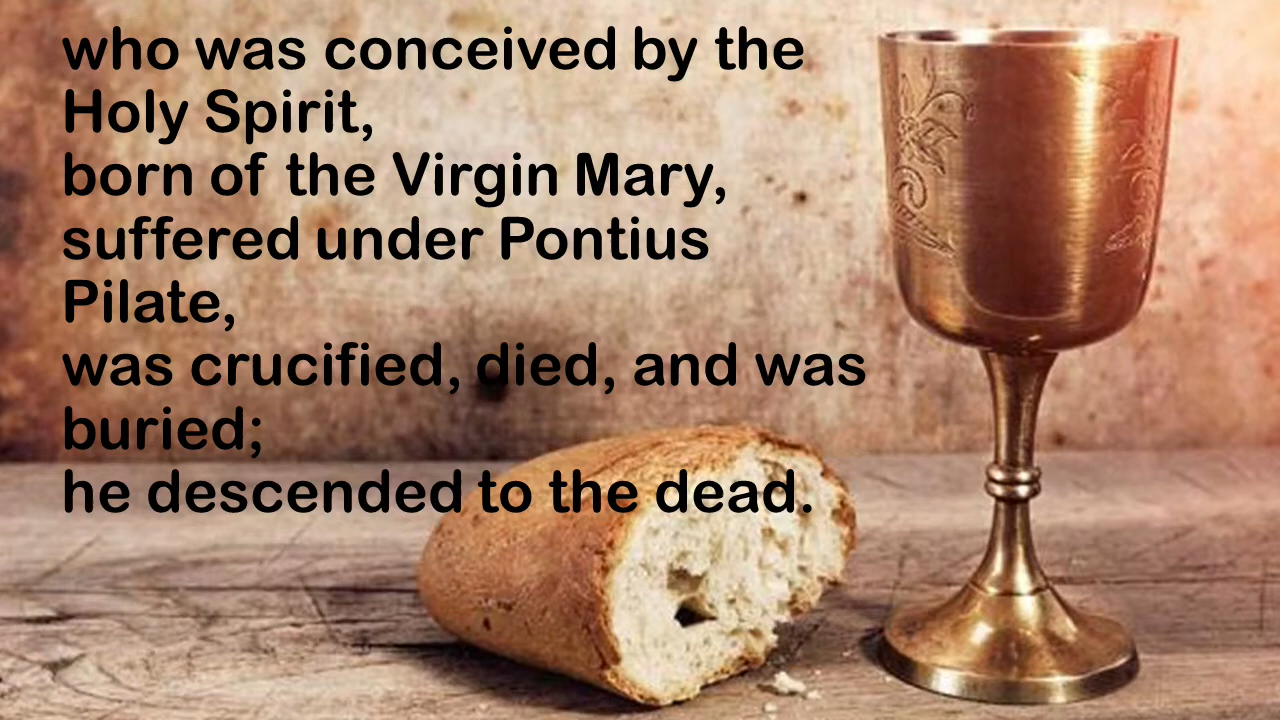 who was conceived by the
Holy Spirit,
born of the Virgin Mary,
suffered under Pontius
Pilate,
was crucified, died, and was
buried;
he descended to the dead.